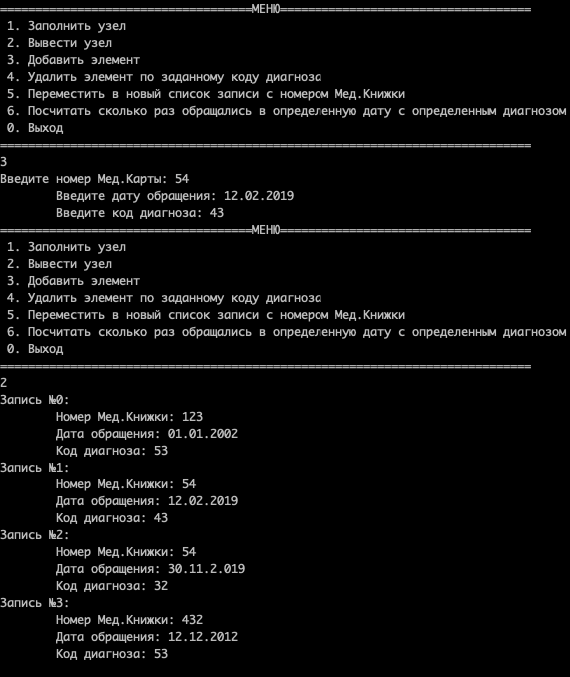 ====================================МЕНЮ====================================
1. Заполнить узел
2. Вывести узел
3. Добавить элемент
4. Удалить элемент по заданному коду диагноза
5. Переместить в новый список записи с номером Мед.Книжки
6. Посчитать сколько раз обращались в определенную дату с определенным диагнозом
0. Выход
============================================================================
3
Введите номер Мед.Карты: 54
Введите дату обращения: 12.02.2019
Введите код диагноза: 43
====================================МЕНЮ====================================
1. Заполнить узел
2. Вывести узел
3. Добавить элемент
4. Удалить элемент по заданному коду диагноза
5. Переместить в новый список записи с номером Мед.Книжки
6. Посчитать сколько раз обращались в определенную дату с определенным диагнозом
0. Выход
============================================================================
2
Запись №0:
Номер Мед.Книжки: 123
Дата обращения: 01.01.2002
Код диагноза: 53
Запись №1:
Номер Мед.Книжки: 54
Дата обращения: 12.02.2019
Код диагноза: 43
Запись №2:
Номер Мед.Книжки: 54
Дата обращения: 30.11.2.019
Код диагноза: 32
Запись №3:
Номер Мед.Книжки: 432
Дата обращения: 12.12.2012
Код диагноза: 53